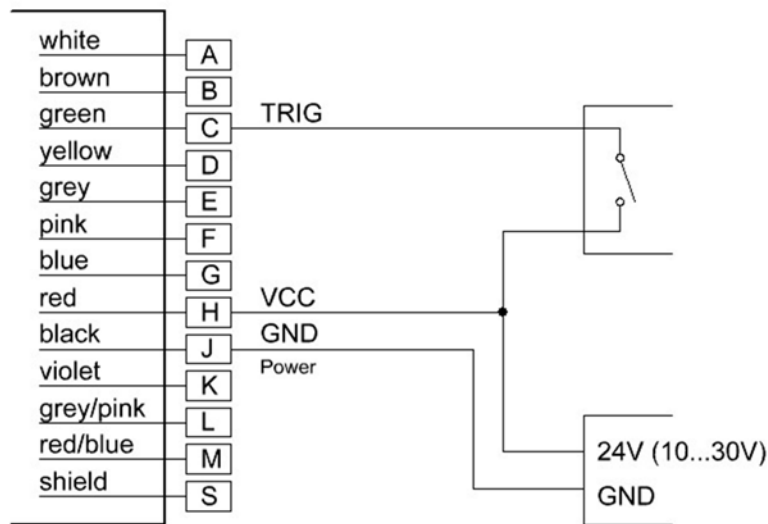 white A
brown B
green C TRIG
yellow D
grey E
pink F
blue G
red H VCC
black J GND
Power
violet K
grey/pink L
red/blue M
24V (10...30V)
shield S
GND